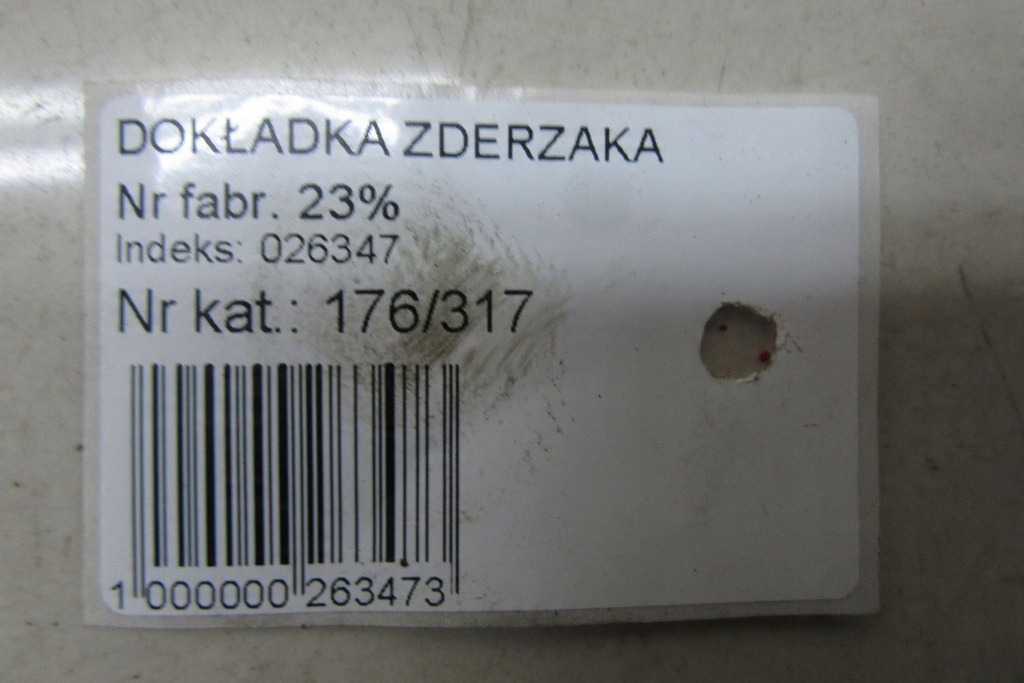 DOKŁADKA ZDERZAKA
Nr fabr. 23%
Indeks: 026347
Nr kat.: 176/317
1 000000 263473